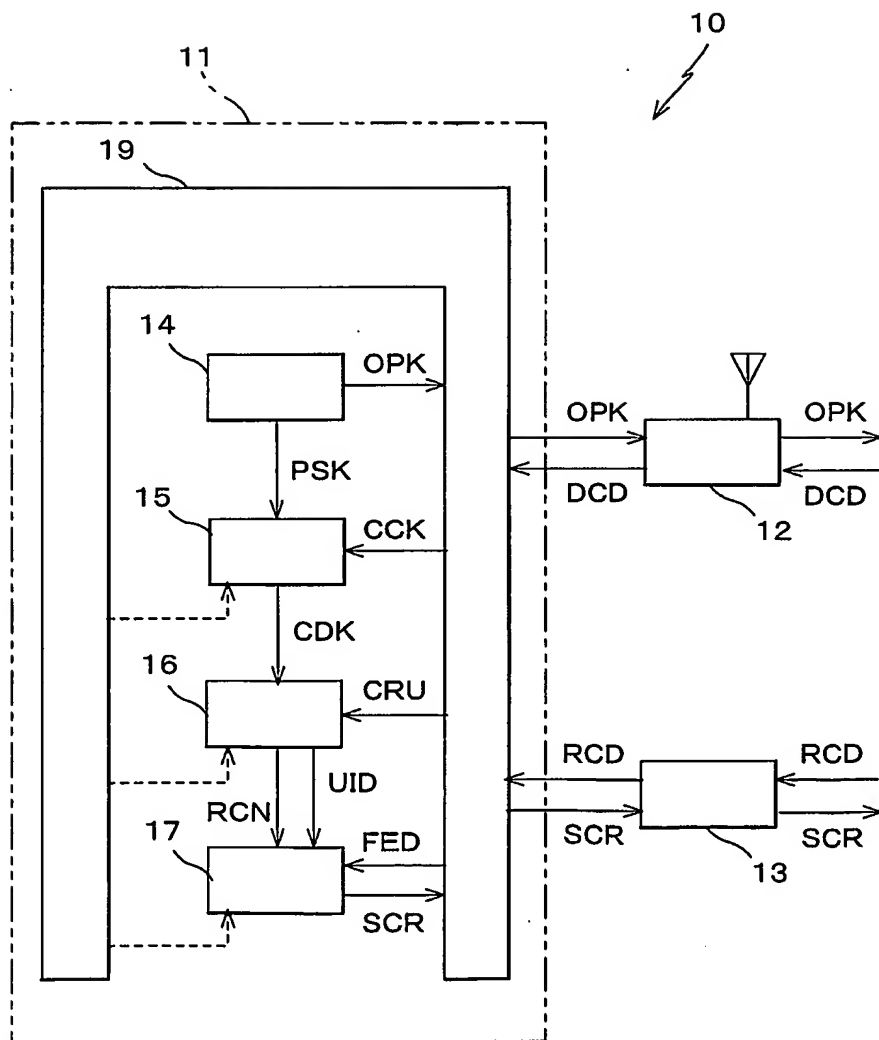 10
11
19
14
OPK
OPK
OPK
PSK
DCD
DCD
12
15
CCK
CDK
16
CRU
RCD
RCD
RCN
UID
SCR
SCR
13
17
FED
SCR